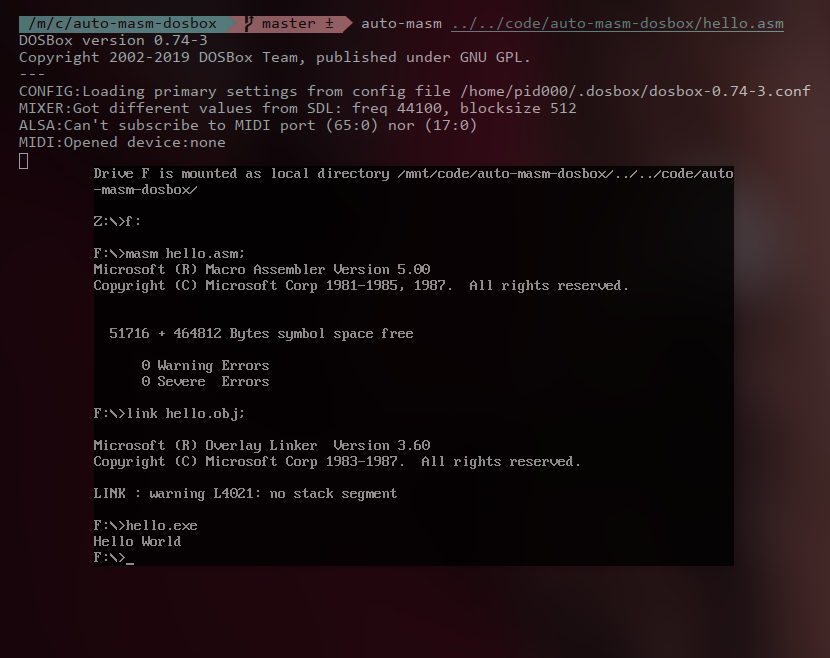 /m/c/auto-masm-dosbox master ± auto-masm ../../code/auto-masm-dosbox/hello.asm
DOSBox version 0.74-3
Copyright 2002-2019 DOSBox Team, published under GNU GPL.
---
CONFIG:Loading primary settings from config file /home/pid000/.dosbox/dosbox-0.74-3.conf
MIXER:Got different values from SDL: freq 44100, blocksize 512
ALSA:Can't subscribe to MIDI port (65:0) nor (17:0)
MIDI:Opened device:none
Drive F is mounted as local directory /mnt/code/auto-masm-dosbox/../../code/auto
-masm-dosbox/
Z:\>f:
F:\>masm hello.asm;
Microsoft (R) Macro Assembler Version 5.00
Copyright (C) Microsoft Corp 1981-1985, 1987.  All rights reserved.
51716 + 464812 Bytes symbol space free
0 Warning Errors
0 Severe  Errors
F:\>link hello.obj;
Microsoft (R) Overlay Linker  Version 3.60
Copyright (C) Microsoft Corp 1983-1987.  All rights reserved.
LINK : warning L4021: no stack segment
F:\>hello.exe
Hello World
F:\>_